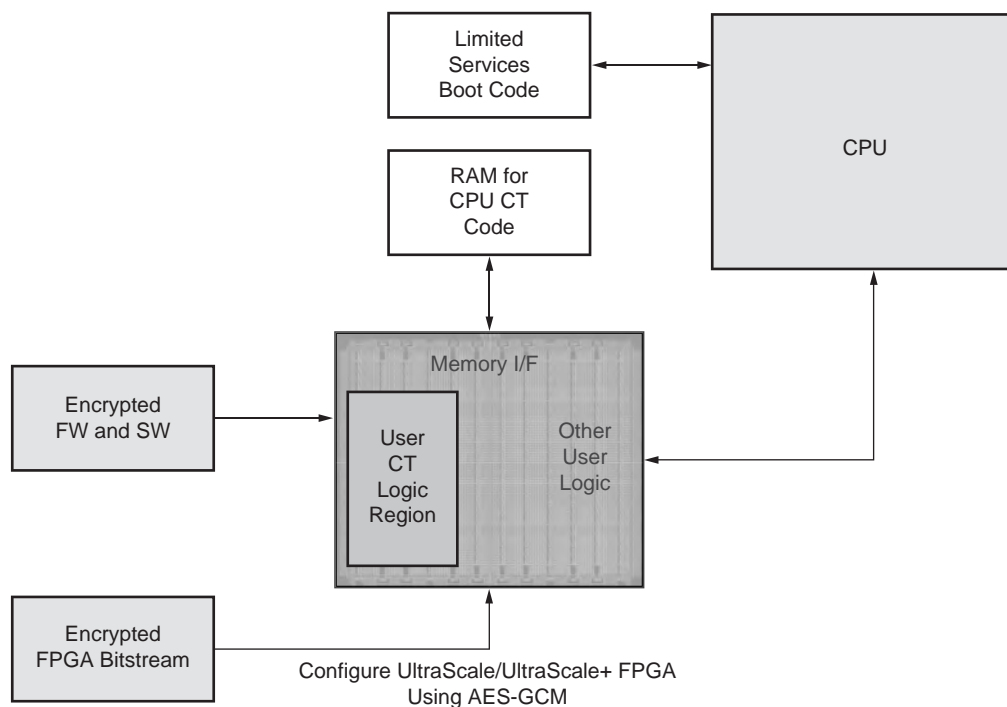 Limited
Services
Boot Code
CPU
RAM for
CPU CT
Code
Memory I/F
Encrypted
FW and SW
User
CT
Logic
Region
Other
User
Logic
Encrypted
FPGA Bitstream
Configure UltraScale/UltraScale+ FPGA
Using AES-GCM